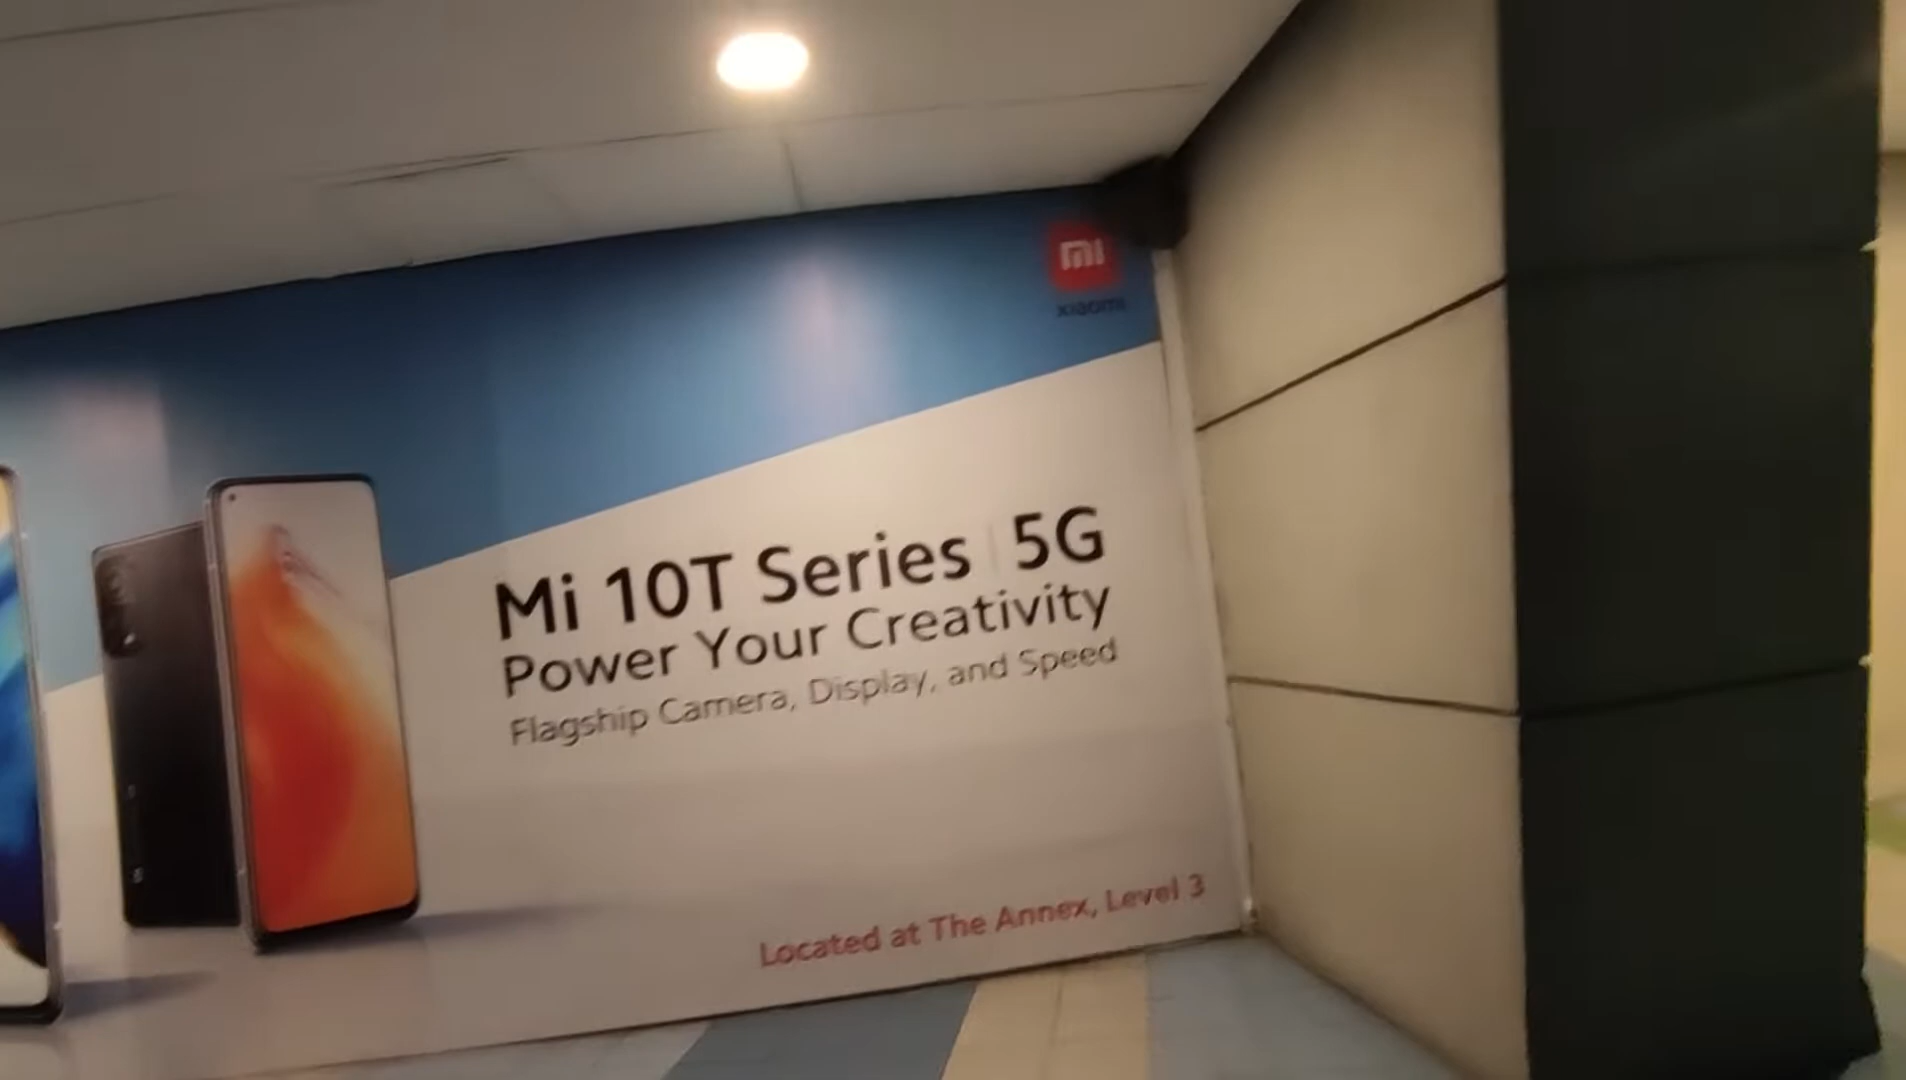 mi
xiaomi
Mi 10T Series | 5G
Power Your Creativity
Flagship Camera, Display, and Speed
Located at The Annex, Level 3